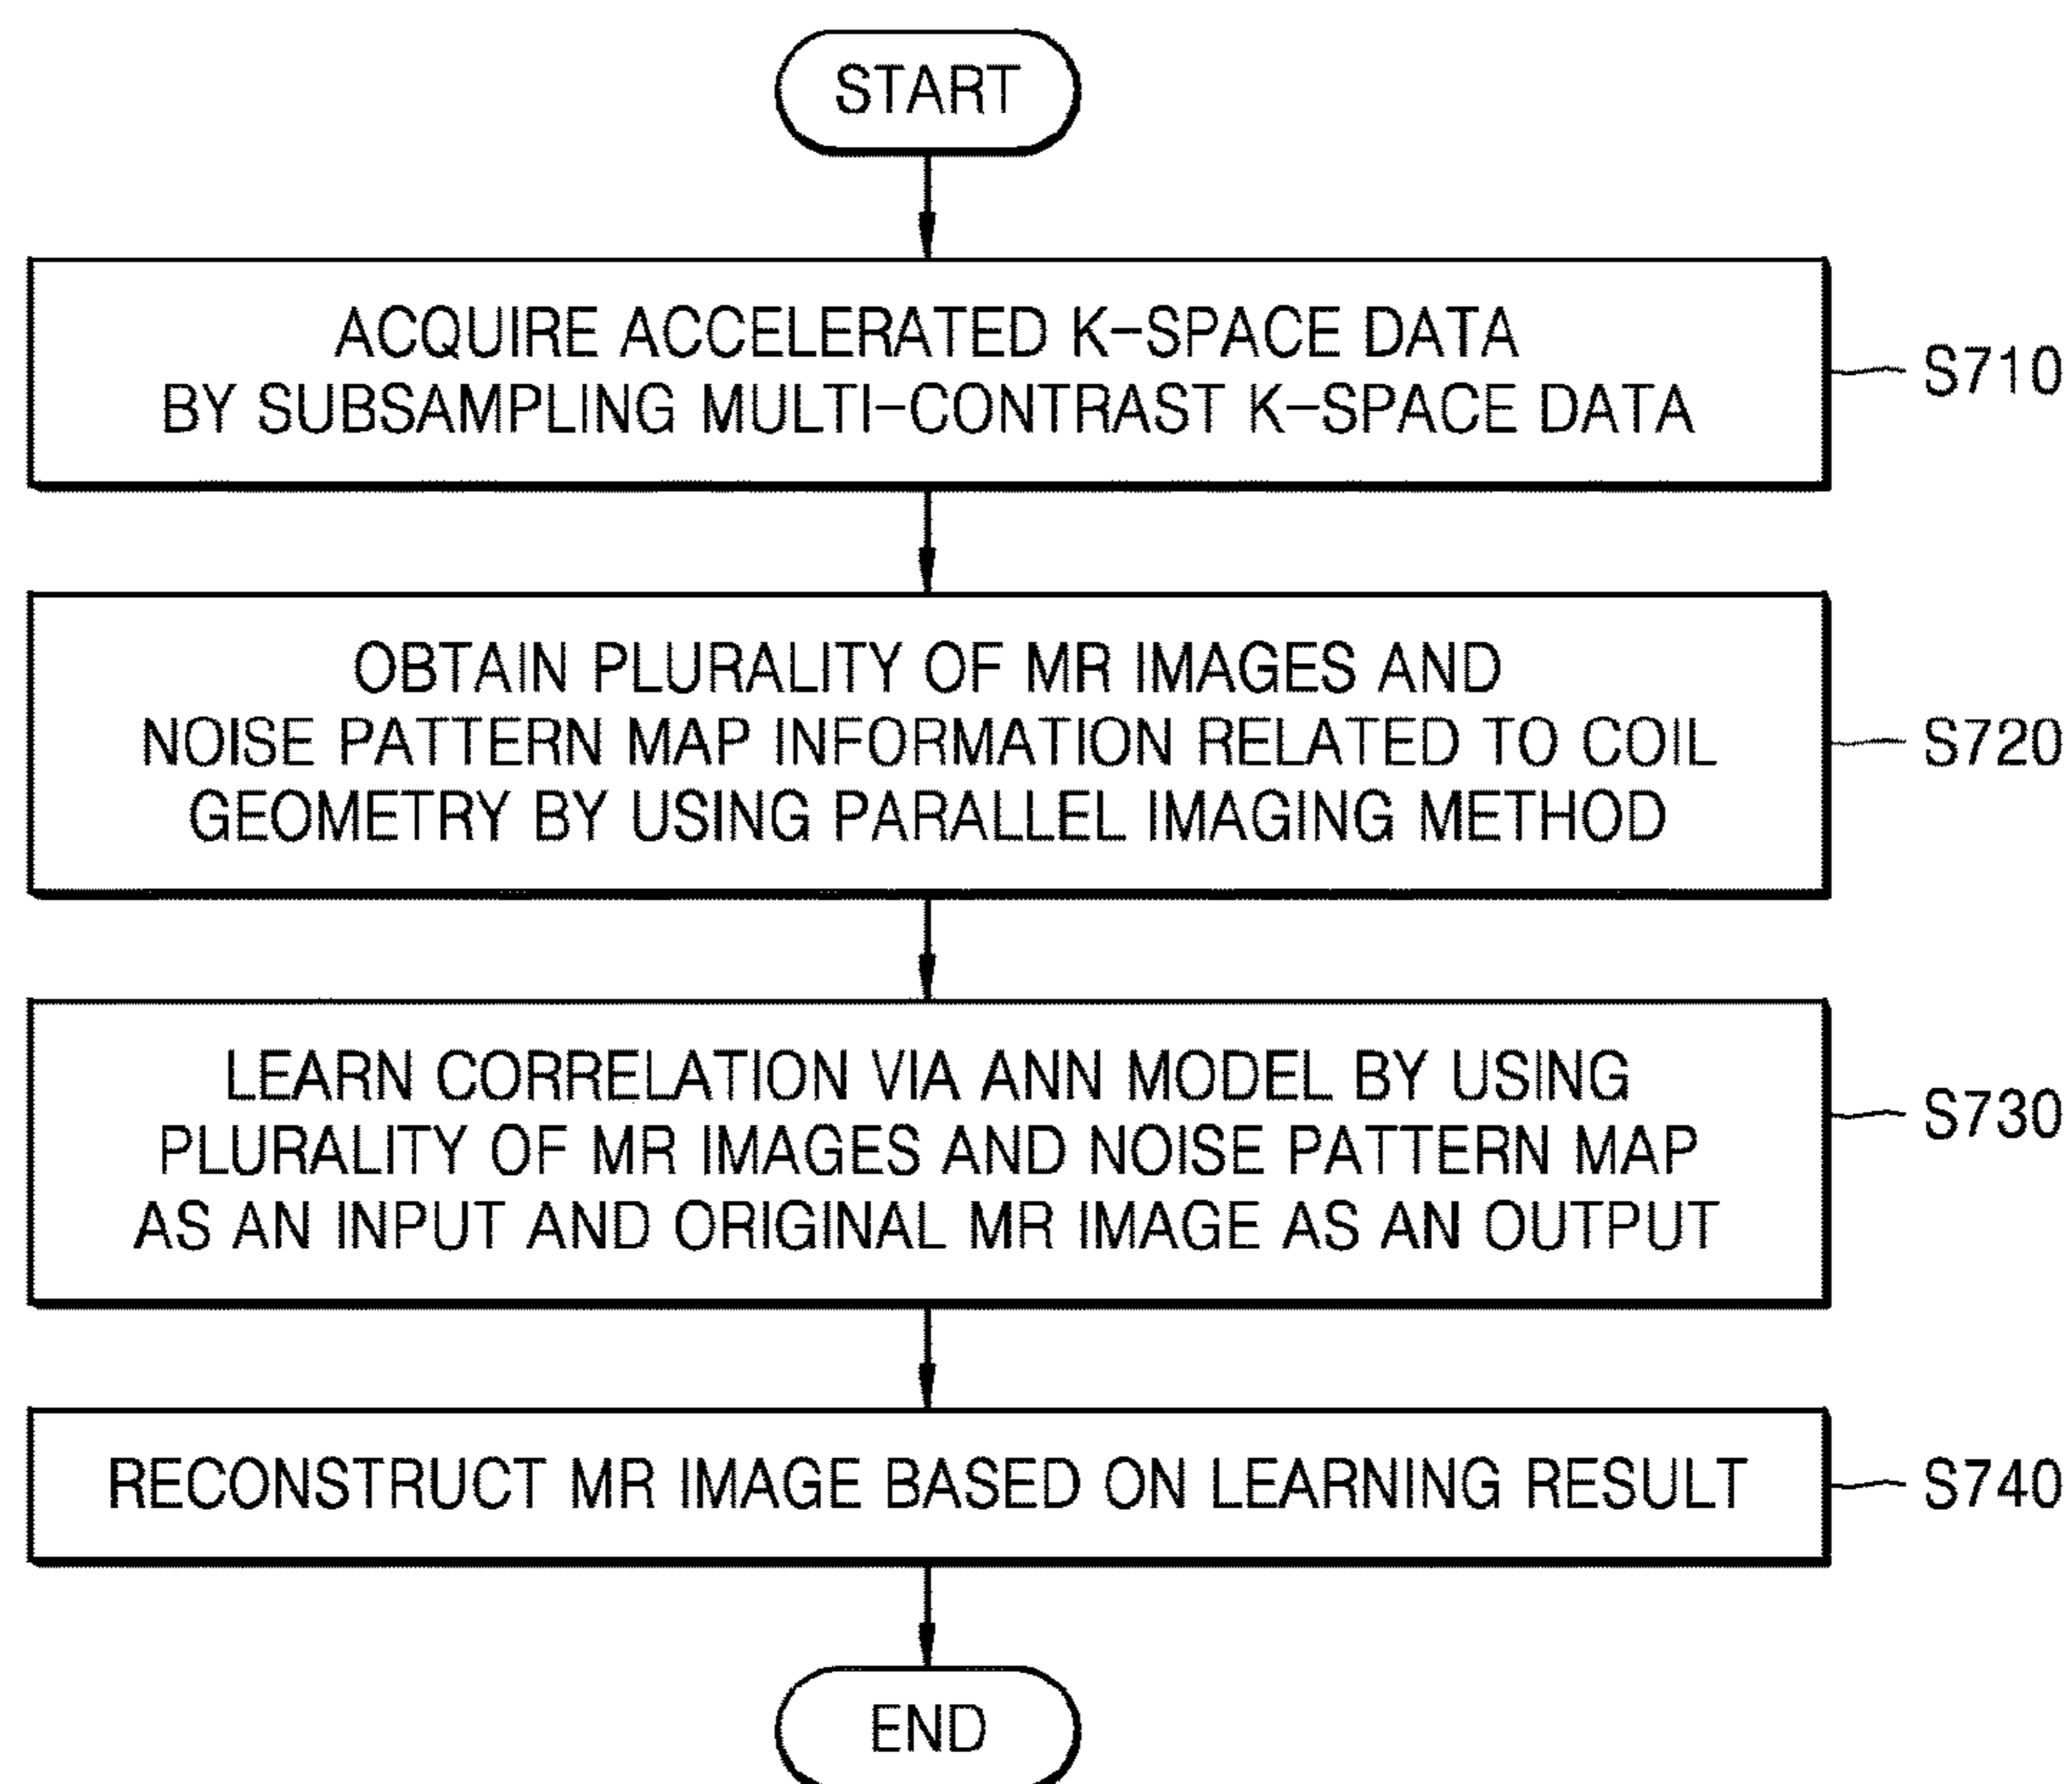 START
ACQUIRE ACCELERATED K-SPACE DATA
BY SUBSAMPLING MULTI-CONTRAST K-SPACE DATA
S710
OBTAIN PLURALITY OF MR IMAGES AND
NOISE PATTERN MAP INFORMATION RELATED TO COIL
GEOMETRY BY USING PARALLEL IMAGING METHOD
S720
LEARN CORRELATION VIA ANN MODEL BY USING
PLURALITY OF MR IMAGES AND NOISE PATTERN MAP
AS AN INPUT AND ORIGINAL MR IMAGE AS AN OUTPUT
S730
RECONSTRUCT MR IMAGE BASED ON LEARNING RESULT
S740
END